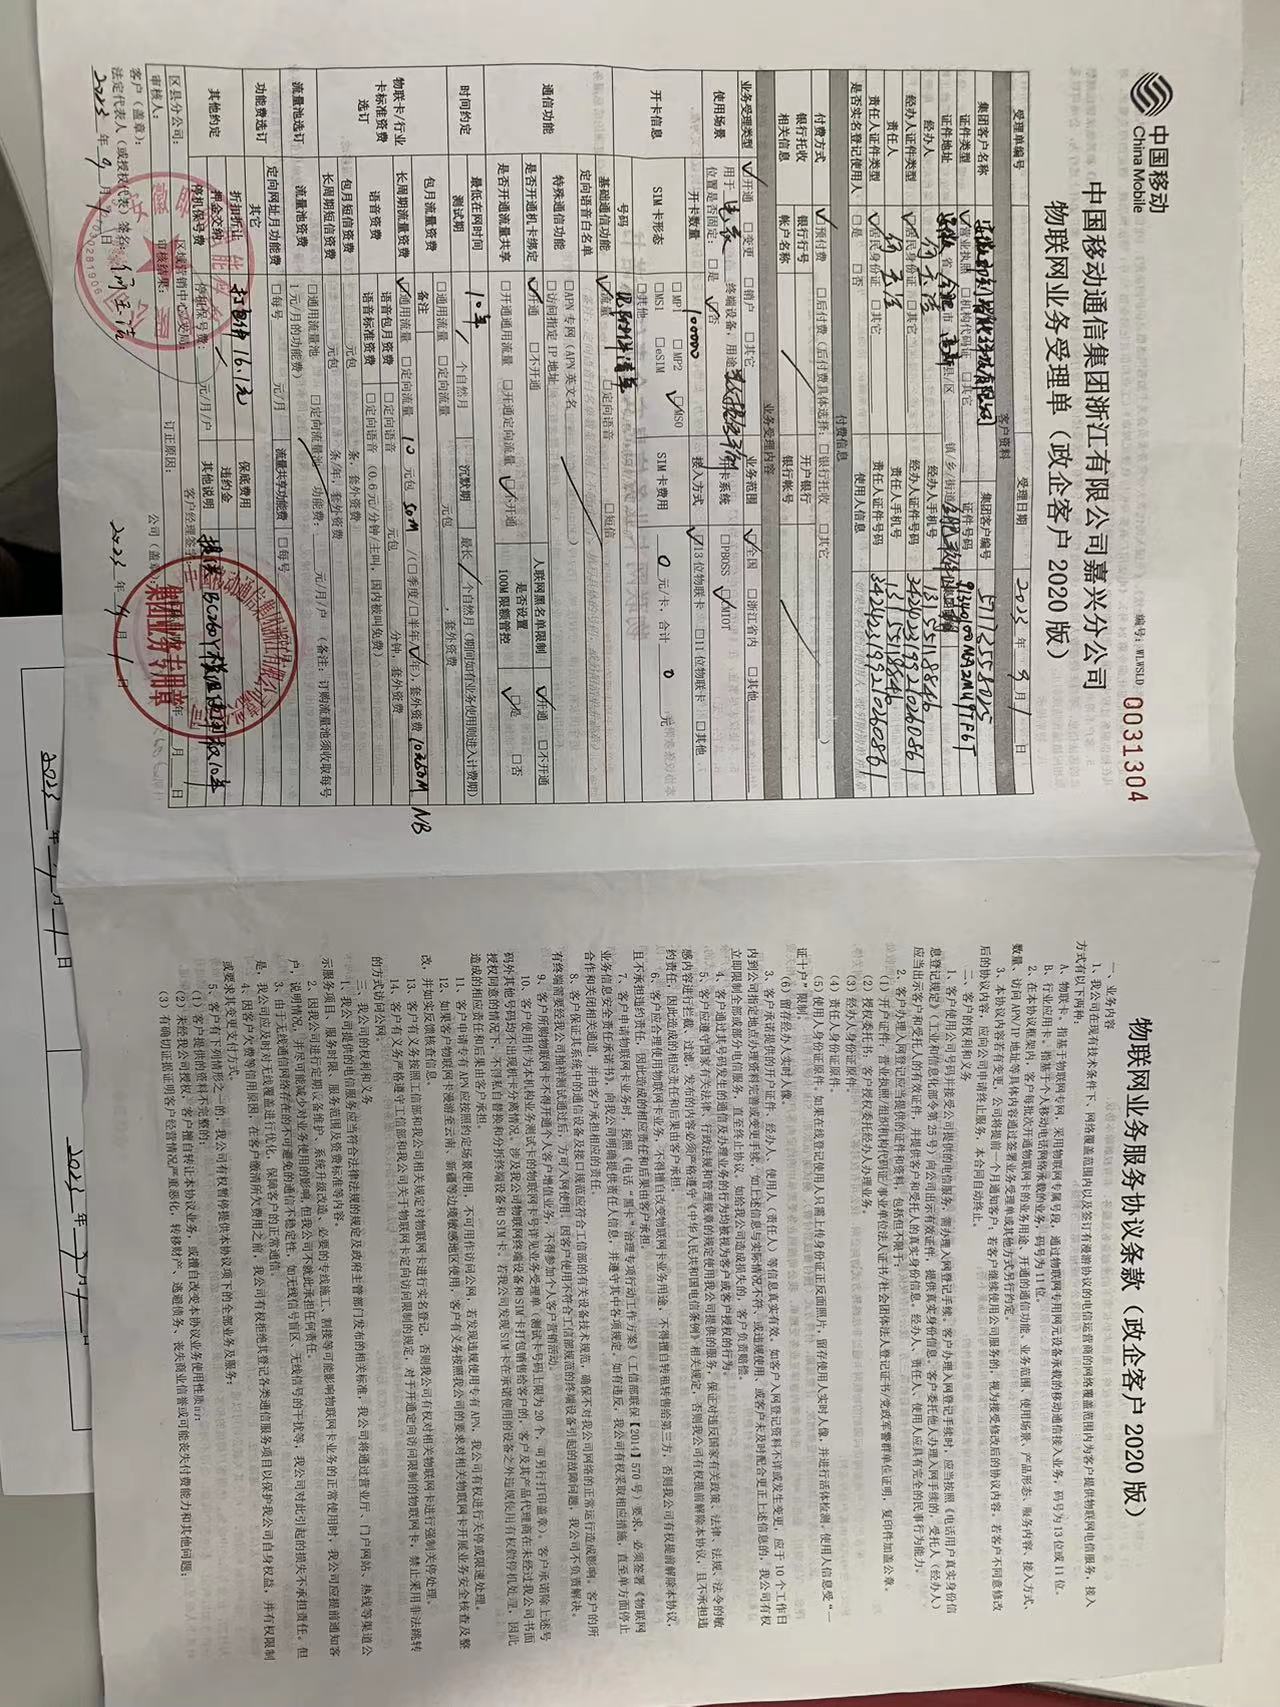 中国移动
China Mobile
编号：WLWSLD 0031304
中国移动通信集团浙江有限公司嘉兴分公司
物联网业务受理单（政企客户 2020 版）
受理单编号 受理日期 2023 年 9 月 1 日
客户资料
集团客户名称 安徽即刻智能科技有限公司 集团客户编号 57173558025
证件类型 ☑营业执照 □机构代码证 □其它 证件号码 91340100MA2MU9TF6T
证件地址 安徽 省 合肥 市 高新 县/区 镇/乡/街道 合肥软件园
经办人 何玉洁 经办人手机号 13155118846
经办人证件类型 ☑居民身份证 □其它 经办人证件号码 342423199210260861
责任人 何玉洁 责任人手机号 13155118846
责任人证件类型 ☑居民身份证 □其它 责任人证件号码 342423199210260861
是否实名登记使用人 □是 □否 使用人信息 如果实名登记使用人，或另附清单并盖章
付费信息
付费方式 ☑预付费 □后付费（后付费具体选择：□银行托收 □其它 ）
银行托收 银行行号 开户银行
相关信息 帐户名称 银行帐号
业务受理内容
业务受理类型 ☑开通 □变更 □销户 □其它 业务范围 ☑全国 □浙江省内 □其他
使用场景 用于 电表 终端设备，用途 开卡系统 □PBOSS ☑CMIOT
位置是否固定：□是 ☑否
开卡信息 开卡数量 100000 接入方式 ☑13 位物联卡 □11 位物联卡 □其他
SIM 卡形态 □MP1 □MP2 ☑MS0 SIM 卡费用 0 元/卡，合计 0 元
□MS1 □eSIM
□其他
号码 见附件清单
通信功能 基础通信功能 ☑流量 □定向语音 □短信
定向语音白名单
特殊通信功能 □APN 专网（APN 英文名 ）
□访问指定 IP 地址
是否开通机卡绑定 ☑开通 □不开通 人联网黑名单限制 ☑开通 □不开通
是否开通流量共享 □开通通用流量 □开通定向流量 ☑不开通 是否设置100M 限额管控 ☑是 □否
时间约定 最低在网时间 10年
测试期 / 个自然月 沉默期 最长 / 个自然月（期间如有业务使用则进入计费期）
物联卡/行业卡标准资费选订 包月流量资费 □通用流量 □定向流量 元包 ，套外资费
备注
长周期流量资费 ☑通用流量 □定向流量 10 元包 50M /（□季度/□半年/☑年），套外资费 10元50M NB
语音资费 语音包月资费 □定向语音 元包 分钟，套外资费
语音标准资费 □定向语音（0.6 元/分钟/主叫，国内被叫免费）
包月短信资费 元包 条，套外资费
长周期短信资费 元包 条/年，套外资费
流量池选订 流量池资费 □通用流量池 □定向流量池 功能费： 元/月/户 （备注：订购流量池须收取每号
1 元/月的功能费）
功能费选订 定向网址月功能费 □每号 元/月 流量共享功能费 □每号
其它
其他约定 折扣折让 打包价 16.1元 保底费用
押金交纳 违约金
停机保号费 停机保号费： 元/月/户 其他说明 提供 BC260Y 模组使用权10年
区县分公司： 区域营销中心/支局： 客户经理签字： 年 月 日
审核人： 审核结果： 订正原因：
客户（盖章）： 公司（盖章）
法定代表人（或授权代表）签名： 何玉洁
2023 年 9 月 1 日 2023 年 9 月 1 日
集团业务专用章
物联网业务服务协议条款（政企客户 2020 版）
一、业务内容
1、我公司在现有技术条件下、网络覆盖范围内以及签订有漫游协议的电信运营商的网络覆盖范围内为客户提供物联网电信服务，接入
方式有以下两种：
A、物联卡。指基于物联网专网，采用物联网专属号段，通过物联网专用网元设备承载的移动通信接入业务，码号为 13 位或 11 位。
B、行业应用卡。指基于个人移动电话网络承载的业务，码号为 11 位。
2、在本协议框架内，客户每批次开通物联网卡的业务用途、开通的通信功能、业务范围、使用场景、产品形态、服务内容、接入方式、
数量、访问 APN/IP 地址等具体内容通过签署业务受理单或其他方式另行约定。
3、本协议内容若有变更，公司将提前一个月通知客户；若客户继续使用公司服务的，视为接受修改后的协议内容。若客户不同意修改
后的协议内容，应向公司申请终止服务，本合同自动终止。
二、客户的权利和义务
1、客户使用公司号码并接受公司提供的电信服务，需办理入网登记手续。客户办理入网登记手续时，应当按照《电话用户真实身份信
息登记规定》（工业和信息化部令第 25 号）向公司出示有效证件，提供真实身份信息。客户委托他人办理入网手续的，受托人（经办人）
应当出示客户和受托人的有效证件，并提供客户和受托人的真实身份信息。经办人、责任人、使用人应具有完全的民事行为能力。
2、客户办理入网登记应当提供的证件和资料，包括但不限于：
（1）开户证件：营业执照/组织机构代码证/事业单位法人证书/社会团体法人登记证书/党政军警群单位证明，复印件加盖公章。
（2）授权委托书：客户授权委托经办人办理业务。
（3）经办人身份证原件。
（4）责任人身份证原件。
（5）使用人身份证原件。如果在线登记使用人只需上传身份证正反面照片，留存使用人实时人像，并进行活体检测。使用人信息受“一
证十户”限制。
（6）留存经办人实时人像。
3、客户承诺提供的开户证件、经办人、使用人（责任人）等信息真实有效。如客户入网登记资料不详或发生变更，应于 10 个工作日
内到公司指定地点办理资料完善或变更手续，如上述信息与实际情况不符、或违规使用、或客户未及时配合更正上述信息的，我公司有权
立即限制全部或部分电信服务，直至终止协议。如给我公司造成损失的，客户负责赔偿。
4、客户通过其号码发生的通信及办理业务的行为均被视为客户或客户授权的行为。
5、客户应遵守国家有关法律、行政法规和管理规章的规定使用我公司提供的服务，保证对违反国家有关政策、法律、法规、法令的敏
感内容进行拦截、过滤，发布的内容必须严格遵守《中华人民共和国电信条例》相关规定，否则我公司有权提前解除本协议，且不承担违
约责任，因此造成的相应责任和后果由客户承担。
6、客户应合理使用物联网卡业务，不得擅自改变物联网卡业务用途，不得擅自转租转售给第三方，否则我公司有权提前解除本协议，
且不承担违约责任，因此造成的相应责任和后果由客户承担。
7、客户申请物联网卡业务时，按照《电话“黑卡”治理专项行动工作方案》（工信部联保【2014】570 号）要求，必须签署《物联网
业务信息安全责任承诺书》，向我公司明确提供责任人信息，并遵守其中各项规定。如有违反，我公司有权采取相应措施，直至单方面停止
合作和关闭相关通道，并由客户承担相应的责任。
8、客户保证其系统中的通信设备及接口规范应符合工信部的有关设备技术规范，确保不对我公司网络的正常运行造成影响。客户的所
有终端需要经我公司抽样测试通过后，方可入网使用。因客户使用不符合工信部规范的终端设备引起的故障问题，我公司不负责解决。
9、客户所购物联网卡不得开通个人客户增值业务，不得参加个人客户营销活动。
10、客户使用作为本机构业务测试卡的物联网卡号详见业务受理单（测试卡号码上限为 20 个，可另行打印盖章）。客户承诺除上述号
码外其他号码均不出现机卡分离情况。涉及我公司物联网终端设备和 SIM 卡打包销售给客户的，客户及其产品代理商在未经过我公司书面
授权同意的情况下，不得私自替换和分拆终端设备和 SIM 卡。若我公司发现 SIM 卡在承诺使用的设备之外违规使用有权做停机处理，因此
造成的相应责任和后果由客户承担。
11、客户申请专有 APN 应按照约定场景使用，不可用作访问公网，若发现违规使用专有 APN，我公司有权进行关停或限速处理。
12、如果客户物联网卡漫游至云南、新疆等边境敏感地区使用，客户有义务按照我公司的要求对相关物联网卡开展业务安全核查及整
改，并如实反馈核查信息。
13、客户有义务按照工信部和我公司相关规定对物联网卡进行实名登记，否则我公司有权对相关物联网卡进行强制关停处理。
14、客户有义务严格遵守工信部和我公司关于物联网卡定向访问限制的规定，对于开通定向访问限制的物联网卡，禁止采用非法跳转
的方式访问公网。
三、我公司的权利和义务
1、我公司提供的电信服务应当符合法律法规的规定及政府主管部门发布的相关标准，我公司将通过营业厅、门户网站、热线等渠道公
示服务项目、服务时限、服务范围及资费标准等内容。
2、因我公司进行定期设备维护、系统升级改造、必要的专线施工、割接等可能影响物联网卡业务的正常使用时，我公司应提前通知客
户，说明情况，并尽可能减少对业务使用的影响，但我公司不就此承担任何责任。
3、由于无线通信网络存在的不可避免的通信不稳定性，如无线信号盲区、无线信号的干扰等，我公司对此引起的损失不承担责任。但
是，我公司应及时对无线覆盖进行优化，保障客户的正常通信。
4、因客户欠费等信用原因，在客户缴清所欠费用之前，我公司有权拒绝其登记各类通信服务项目以保护我公司自身权益，并有权限制
或要求其变更支付方式。
5、客户有下列情形之一的，我公司有权暂停提供本协议项下的全部业务及服务：
（1）客户提供的资料不完整的；
（2）未经我公司授权，客户擅自转让本协议业务，或擅自改变本协议业务使用性质的；
（3）有确切证据证明客户经营情况严重恶化，转移财产、逃避债务、丧失商业信誉或可能丧失付费能力和其他问题；
2023 年 9 月 1 日 2023 年 9 月 1 日